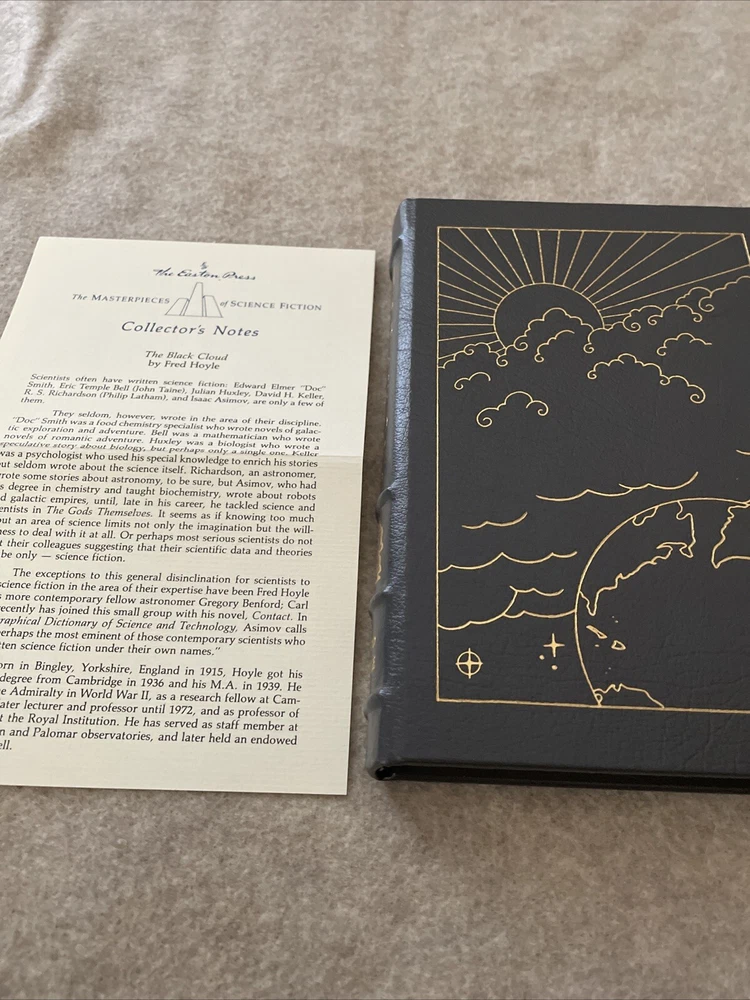 The Easton Press
The MASTERPIECES of SCIENCE FICTION
Collector's Notes
The Black Cloud
by Fred Hoyle
Scientists often have written science fiction: Edward Elmer "Doc"
Smith, Eric Temple Bell (John Taine), Julian Huxley, David H. Keller,
R. S. Richardson (Philip Latham), and Isaac Asimov, are only a few of
them.
They seldom, however, wrote in the area of their discipline.
"Doc" Smith was a food chemistry specialist who wrote novels of galac-
tic exploration and adventure. Bell was a mathematician who wrote
novels of romantic adventure. Huxley was a biologist who wrote a
speculative story about biology, but perhaps only a single one. Keller
was a psychologist who used his special knowledge to enrich his stories
but seldom wrote about the science itself. Richardson, an astronomer,
wrote some stories about astronomy, to be sure, but Asimov, who had
s degree in chemistry and taught biochemistry, wrote about robots
d galactic empires, until, late in his career, he tackled science and
entists in The Gods Themselves. It seems as if knowing too much
out an area of science limits not only the imagination but the will-
ness to deal with it at all. Or perhaps most serious scientists do not
t their colleagues suggesting that their scientific data and theories
be only — science fiction.
The exceptions to this general disinclination for scientists to
science fiction in the area of their expertise have been Fred Hoyle
s more contemporary fellow astronomer Gregory Benford; Carl
recently has joined this small group with his novel, Contact. In
graphical Dictionary of Science and Technology, Asimov calls
perhaps the most eminent of those contemporary scientists who
tten science fiction under their own names."
orn in Bingley, Yorkshire, England in 1915, Hoyle got his
degree from Cambridge in 1936 and his M.A. in 1939. He
e Admiralty in World War II, as a research fellow at Cam-
later lecturer and professor until 1972, and as professor of
t the Royal Institution. He has served as staff member at
n and Palomar observatories, and later held an endowed
ell.